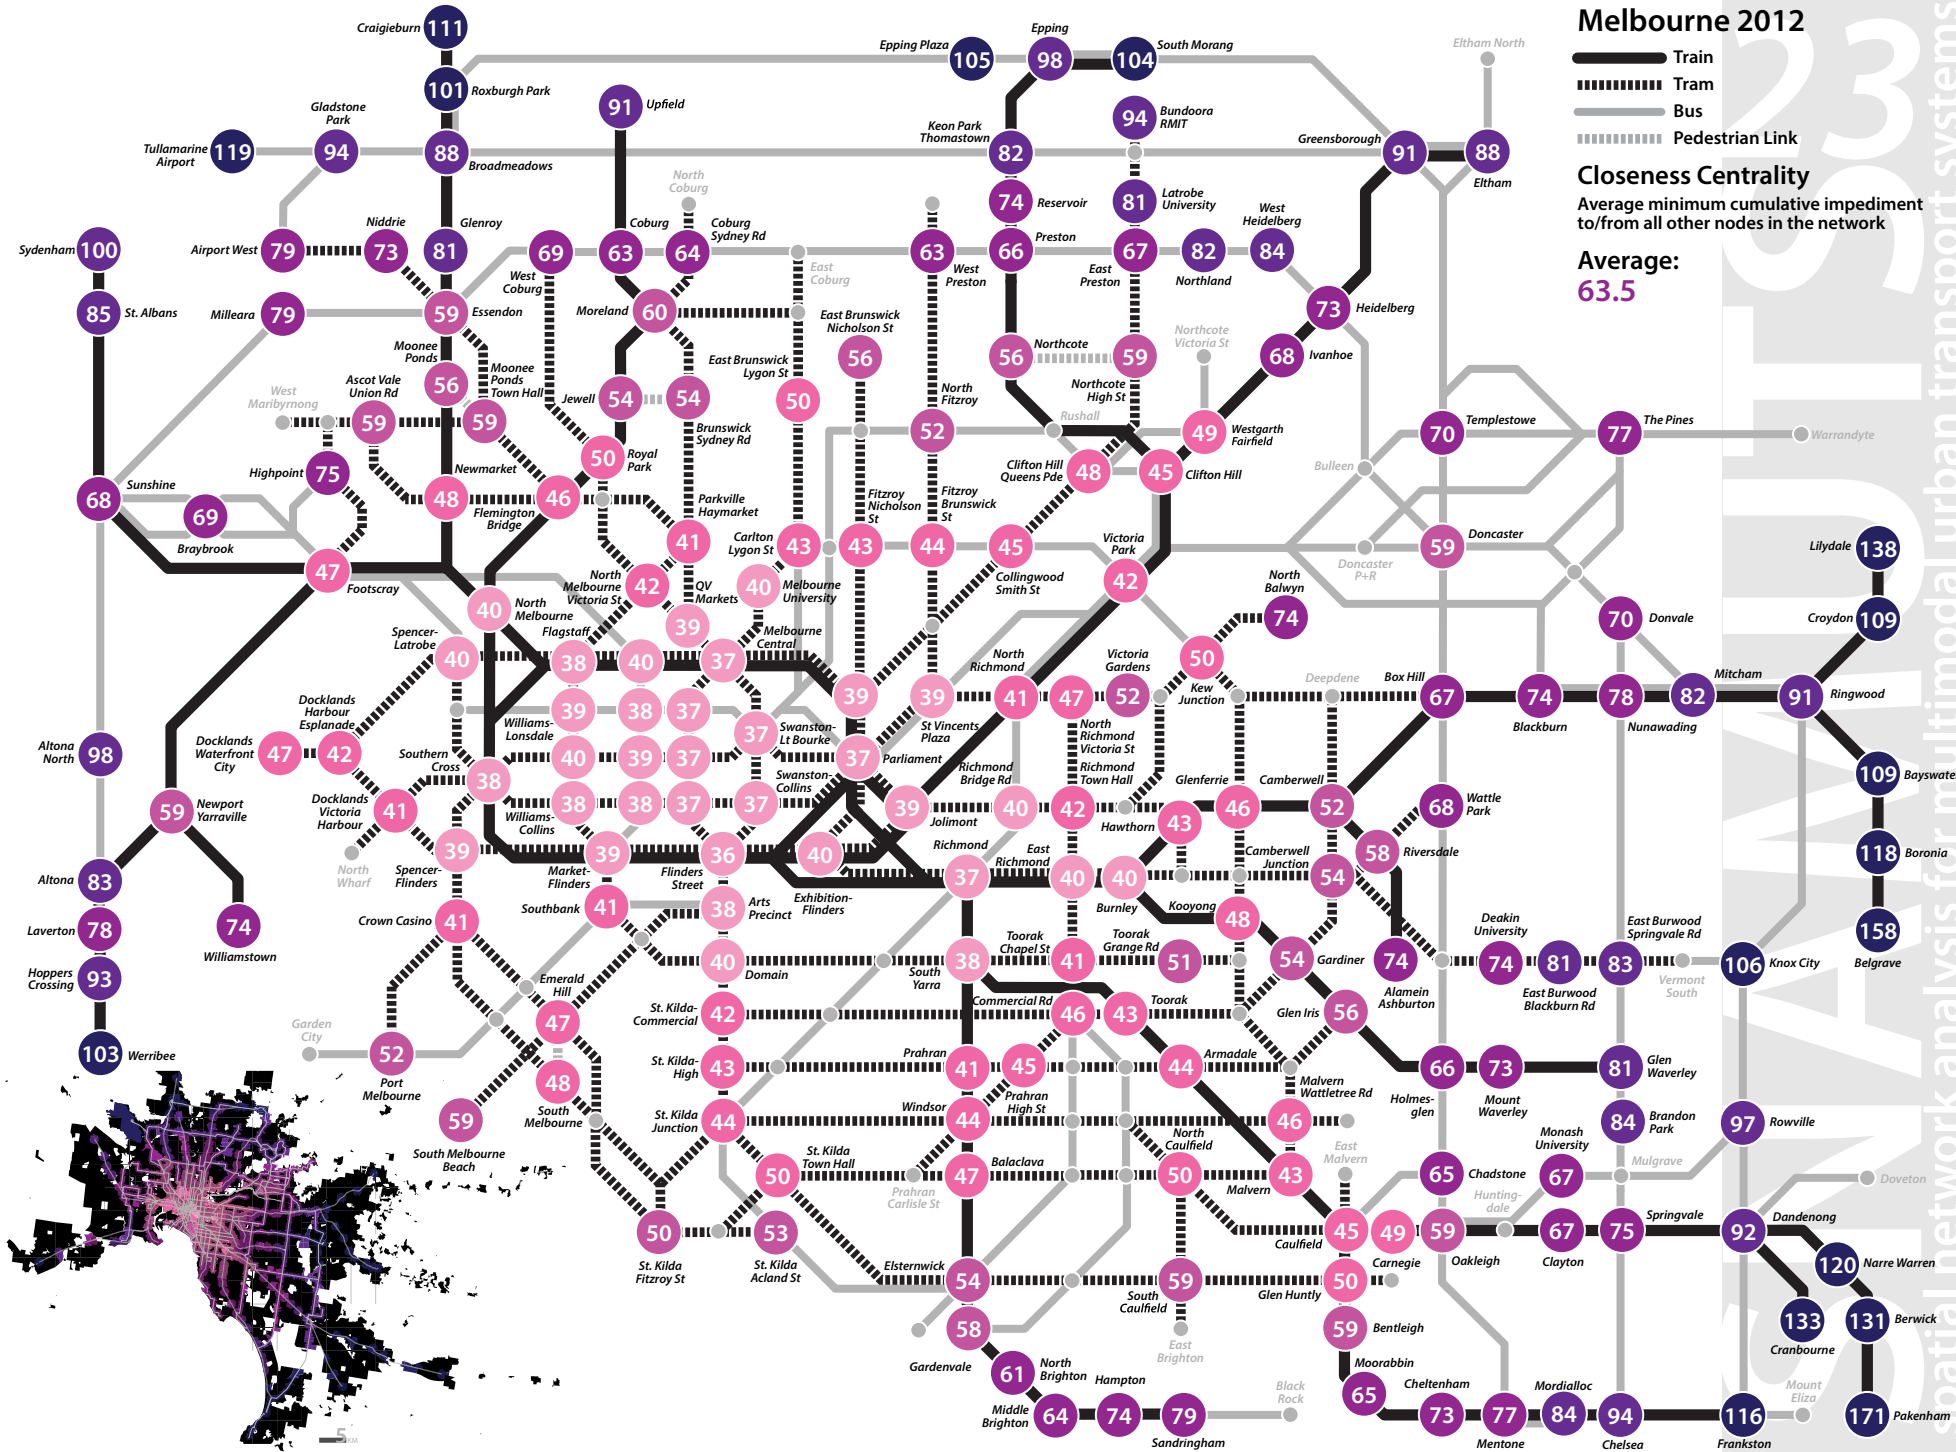 Melbourne 2012
Train
Tram
Bus
Pedestrian Link
Closeness Centrality
Average minimum cumulative impediment
to/from all other nodes in the network
Average:
63.5
23
SNAMUTS
spatial network analysis for multimodal urban transport systems
Craigieburn 111
101 Roxburgh Park
Epping Plaza 105
Epping
98
104 South Morang
Eltham North
91 Upfield
Gladstone
Park
94
Tullamarine
Airport
119
88 Broadmeadows
Keon Park
Thomastown
82
94 Bundoora
RMIT
Greensborough 91
88
Eltham
North
Coburg
74 Reservoir
81 Latrobe
University
West
Heidelberg
84
Sydenham 100
Airport West 79
Niddrie
73
Glenroy
81
69
West
Coburg
Coburg
63
Coburg
Sydney Rd
64
East
Coburg
63
West
Preston
66 Preston
67
East
Preston
82
Northland
85 St. Albans
Milleara 79
59 Essendon
Moreland 60
73 Heidelberg
East Brunswick
Nicholson St
56
56 Northcote
59
Northcote
High St
Northcote
Victoria St
68 Ivanhoe
Moonee
Ponds
56
Moonee
Ponds
Town Hall
59
Ascot Vale
Union Rd
59
West
Maribyrnong
Jewell 54
54
Brunswick
Sydney Rd
East Brunswick
Lygon St
50
North
Fitzroy
52
Rushall
49 Westgarth
Fairfield
70 Templestowe
77 The Pines
Warrandyte
Sunshine
68
69
Braybrook
Highpoint 75
Newmarket
48
Flemington
Bridge
46
50 Royal
Park
Clifton Hill
Queens Pde
48
45 Clifton Hill
Bulleen
Parkville
Haymarket
41
Carlton
Lygon St
43
Fitzroy
Nicholson
St
43
Fitzroy
Brunswick
St
44
45
Collingwood
Smith St
Victoria
Park
42
Doncaster
P+R
59 Doncaster
Lilydale 138
47
Footscray
40 North
Melbourne
North
Melbourne
Victoria St
42
QV
Markets
39
40 Melbourne
University
North
Balwyn
74
70 Donvale
Croydon 109
Spencer-
Latrobe
40
Flagstaff
38
40
37
Melbourne
Central
39
39
St Vincents
Plaza
North
Richmond
41
47
North
Richmond
Victoria St
Victoria
Gardens
52
50
Kew
Junction
Deepdene
Box Hill 67
74
Blackburn
78
Nunawading
82
Mitcham
91 Ringwood
Docklands
Harbour
Esplanade
42
Docklands
Waterfront
City
47
Williams-
Lonsdale
39
38
37
37
Swanston-
Lt Bourke
37 Parliament
Altona
North
98
Southern
Cross
38
40
39
37
Swanston-
Collins
Richmond
Bridge Rd
40
Richmond
Town Hall
42
Glenferrie
46
Camberwell
52
68 Wattle
Park
109 Bayswate
59 Newport
Yarraville
Docklands
Victoria
Harbour
41
Williams-
Collins
38
38
37
37
39
Jolimont
Hawthorn 43
58 Riversdale
118 Boronia
North
Wharf
39
Spencer-
Flinders
39
Market-
Flinders
36
Flinders
Street
40
Exhibition-
Flinders
Richmond
37
East
Richmond
40
40
Burnley
Camberwell
Junction
54
Altona 83
74
Williamstown
Crown Casino 41
Southbank 41
38 Arts
Precinct
Kooyong 48
Deakin
University
74
East Burwood
Springvale Rd
83
158
Belgrave
Laverton 78
40 Domain
South
Yarra
38
Toorak
Chapel St
41
Toorak
Grange Rd
51
54 Gardiner
74
Alamein
Ashburton
81
East Burwood
Blackburn Rd
Vermont
South
106 Knox City
Hoppers
Crossing
93
Emerald
Hill
47
St. Kilda-
Commercial
42
Commercial Rd
46
43
Toorak
Glen Iris 56
103 Werribee
Garden
City
52
Port
Melbourne
48
South
Melbourne
St. Kilda-
High
43
Prahran 41
45
Prahran
High St
44
Armadale
Malvern
Wattletree Rd
46
66
Holmes-
glen
73
Mount
Waverley
81 Glen
Waverley
59
South Melbourne
Beach
St. Kilda
Junction
44
Windsor 44
84 Brandon
Park
97 Rowville
St. Kilda
Town Hall
50
Prahran
Carlisle St
47 Balaclava
North
Caulfield
50
Malvern 43
East
Malvern
65 Chadstone
Monash
University
67
Mulgrave
Doveton
50
St. Kilda
Fitzroy St
53
St. Kilda
Acland St
Caulfield 45
49
Carnegie
59
Oakleigh
Hunting-
dale
67
Clayton
75
Springvale
92
Dandenong
Elsternwick
54
59
South
Caulfield
50
Glen Huntly
120 Narre Warren
58
Gardenvale
East
Brighton
59 Bentleigh
133
Cranbourne
131 Berwick
61 North
Brighton
Middle
Brighton
64
Hampton
74
79
Sandringham
Black
Rock
Moorabbin
65
Cheltenham
73
77
Mentone
Mordialloc
84
94
Chelsea
116
Frankston
Mount
Eliza
171 Pakenham
5 KM